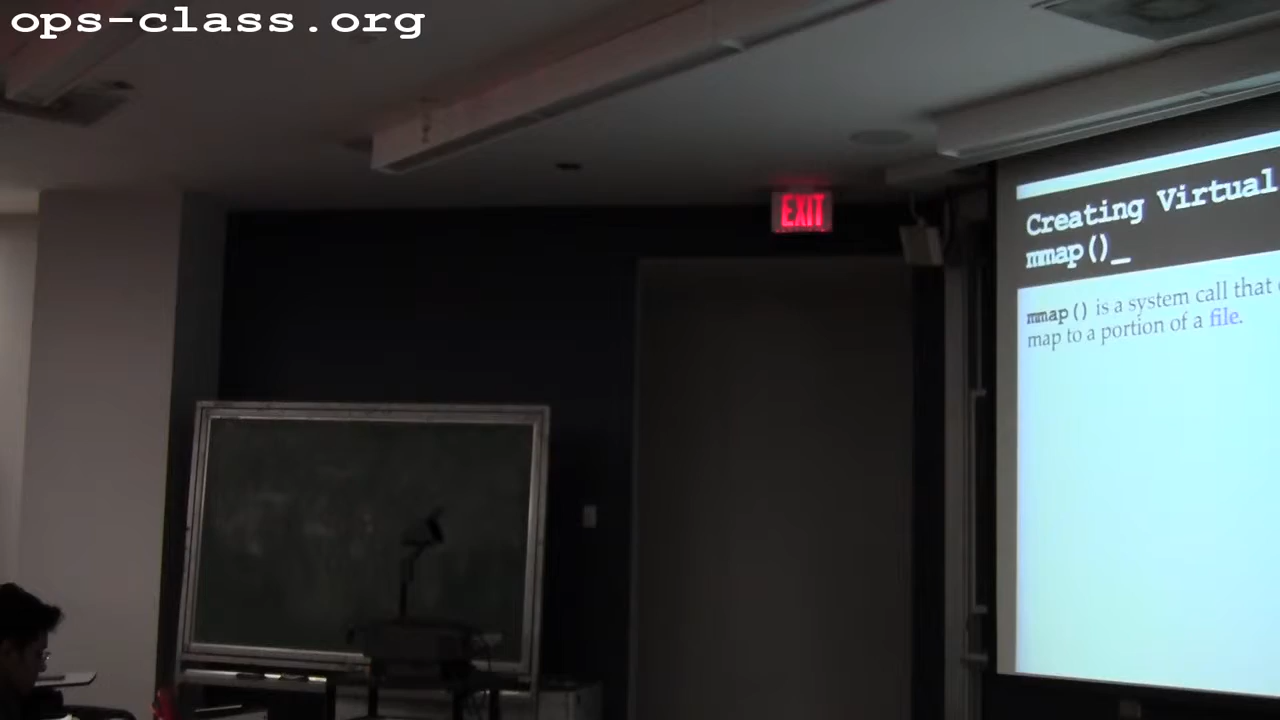 ops-class.org
EXIT
Creating Virtual
mmap()_
mmap() is a system call that
map to a portion of a file.